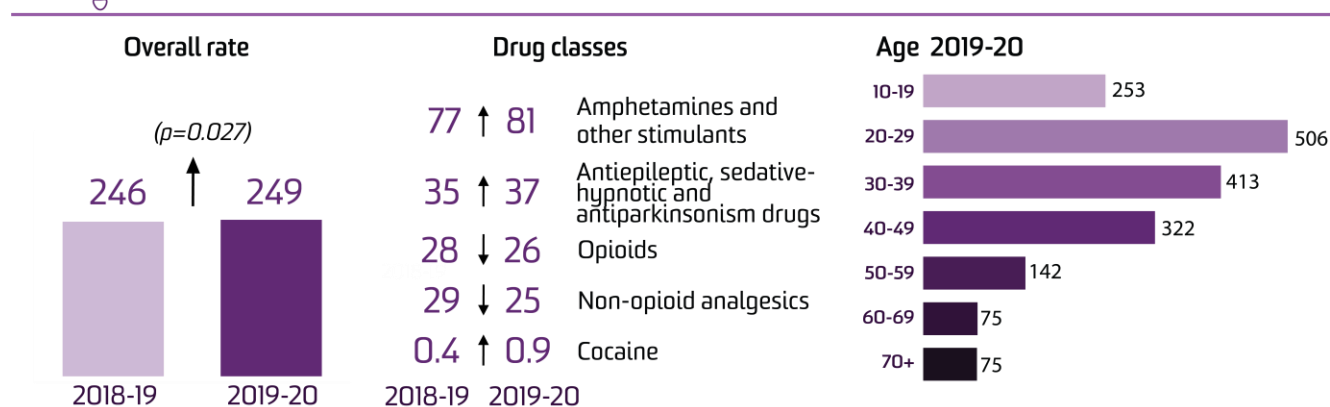 Overall rate
(p=0.027)
246
249
2018-19
2019-20
Drug classes
77 ↑ 81 Amphetamines and
other stimulants
35 ↑ 37 Antiepileptic, sedative-
hypnotic and
antiparkinsonism drugs
28 ↓ 26 Opioids
29 ↓ 25 Non-opioid analgesics
0.4 ↑ 0.9 Cocaine
2018-19 2019-20
Age 2019-20
10-19 253
20-29 506
30-39 413
40-49 322
50-59 142
60-69 75
70+ 75